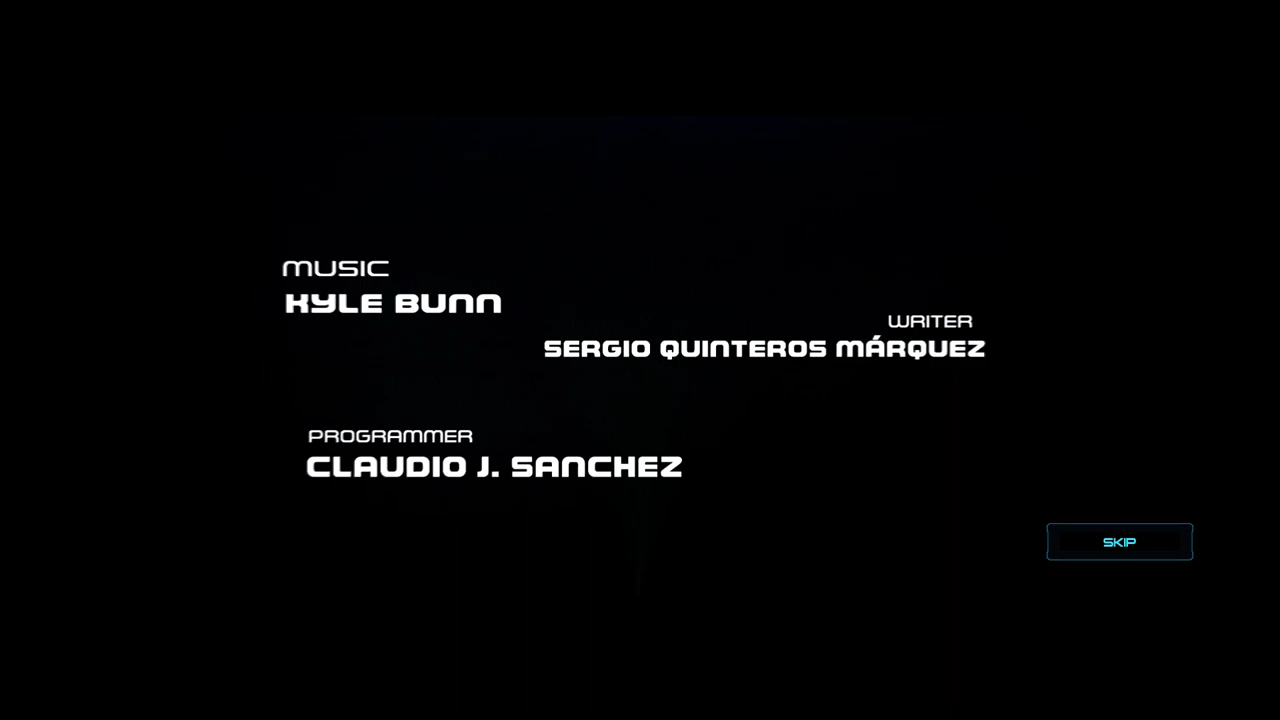 MUSIC
KYLE BUNN
WRITER
SERGIO QUINTEROS MÁRQUEZ
PROGRAMMER
CLAUDIO J. SANCHEZ
SKIP